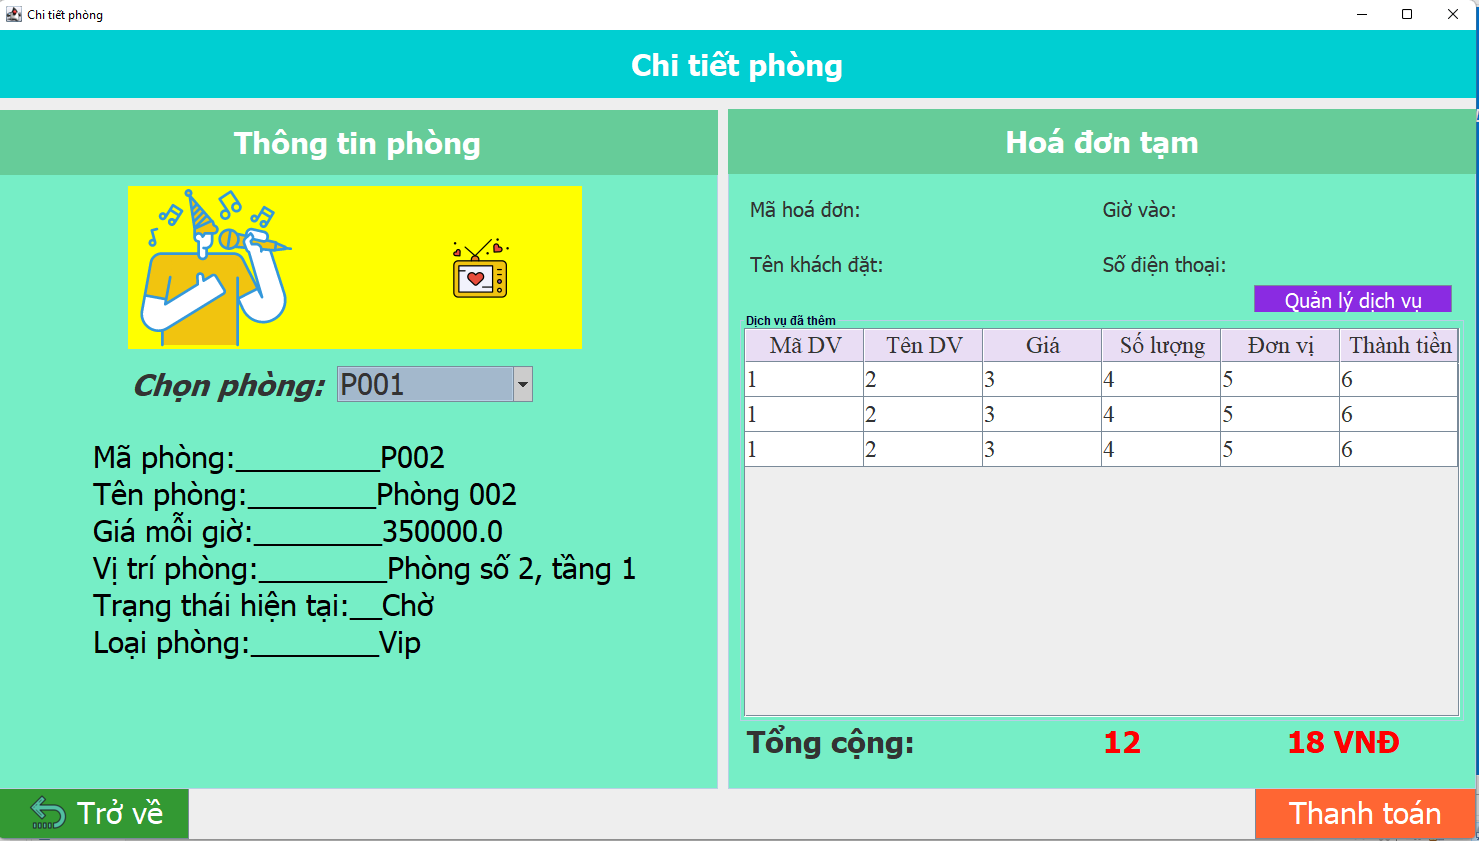 Chi tiết phòng
Chi tiết phòng
Thông tin phòng
Chọn phòng: P001
Mã phòng:_________P002
Tên phòng:________Phòng 002
Giá mỗi giờ:________350000.0
Vị trí phòng:________Phòng số 2, tầng 1
Trạng thái hiện tại:__Chờ
Loại phòng:________Vip
Hoá đơn tạm
Mã hoá đơn: Giờ vào:
Tên khách đặt: Số điện thoại:
Quản lý dịch vụ
Dịch vụ đã thêm
Mã DV Tên DV Giá Số lượng Đơn vị Thành tiền
1 2 3 4 5 6
1 2 3 4 5 6
1 2 3 4 5 6
Tổng cộng: 12 18 VNĐ
Trở về Thanh toán